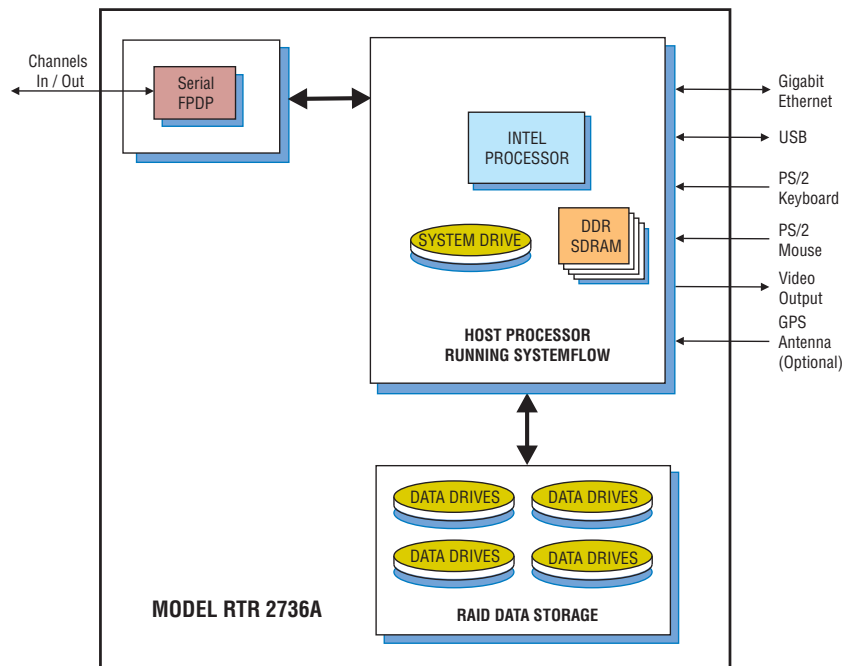 Channels
In / Out
Serial
FPDP
INTEL
PROCESSOR
SYSTEM DRIVE
DDR
SDRAM
HOST PROCESSOR
RUNNING SYSTEMFLOW
Gigabit
Ethernet
USB
PS/2
Keyboard
PS/2
Mouse
Video
Output
GPS
Antenna
(Optional)
DATA DRIVES
DATA DRIVES
DATA DRIVES
DATA DRIVES
RAID DATA STORAGE
MODEL RTR 2736A